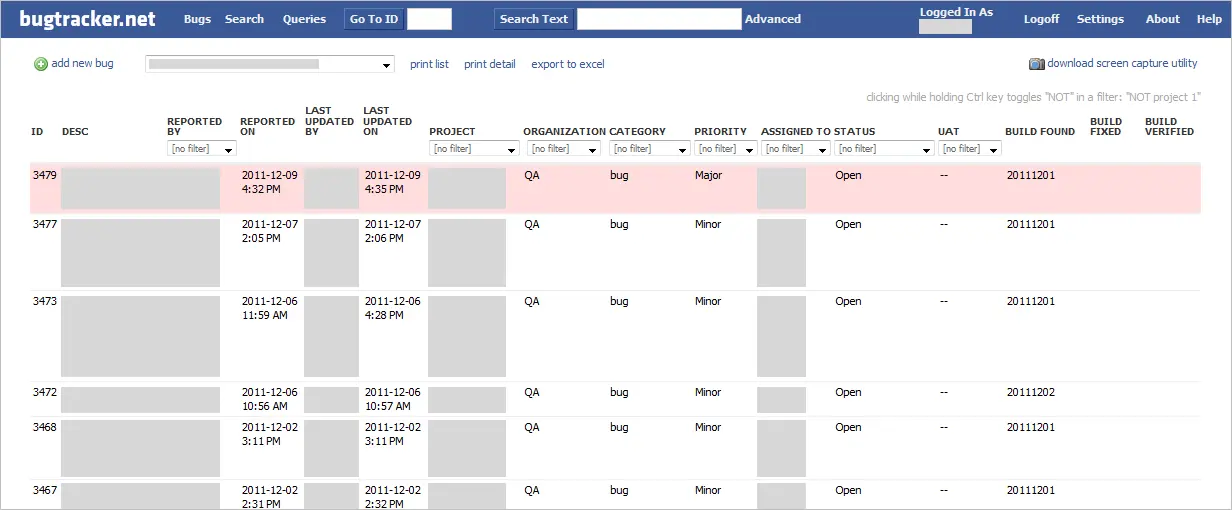 bugtracker.net Bugs Search Queries Go To ID Search Text Advanced Logged In As Logoff Settings About Help
add new bug print list print detail export to excel download screen capture utility
clicking while holding Ctrl key toggles "NOT" in a filter: "NOT project 1"
ID DESC REPORTED BY REPORTED ON LAST UPDATED BY LAST UPDATED ON PROJECT ORGANIZATION CATEGORY PRIORITY ASSIGNED TO STATUS UAT BUILD FOUND BUILD FIXED BUILD VERIFIED
[no filter] [no filter] [no filter] [no filter] [no filter] [no filter] [no filter] [no filter]
3479 2011-12-09 2011-12-09 QA bug Major Open -- 20111201
4:32 PM 4:35 PM
3477 2011-12-07 2011-12-07 QA bug Minor Open -- 20111201
2:05 PM 2:06 PM
3473 2011-12-06 2011-12-06 QA bug Minor Open -- 20111201
11:59 AM 4:28 PM
3472 2011-12-06 2011-12-06 QA bug Minor Open -- 20111202
10:56 AM 10:57 AM
3468 2011-12-02 2011-12-02 QA bug Minor Open -- 20111201
3:11 PM 3:11 PM
3467 2011-12-02 2011-12-02 QA bug Minor Open -- 20111201
2:31 PM 2:32 PM